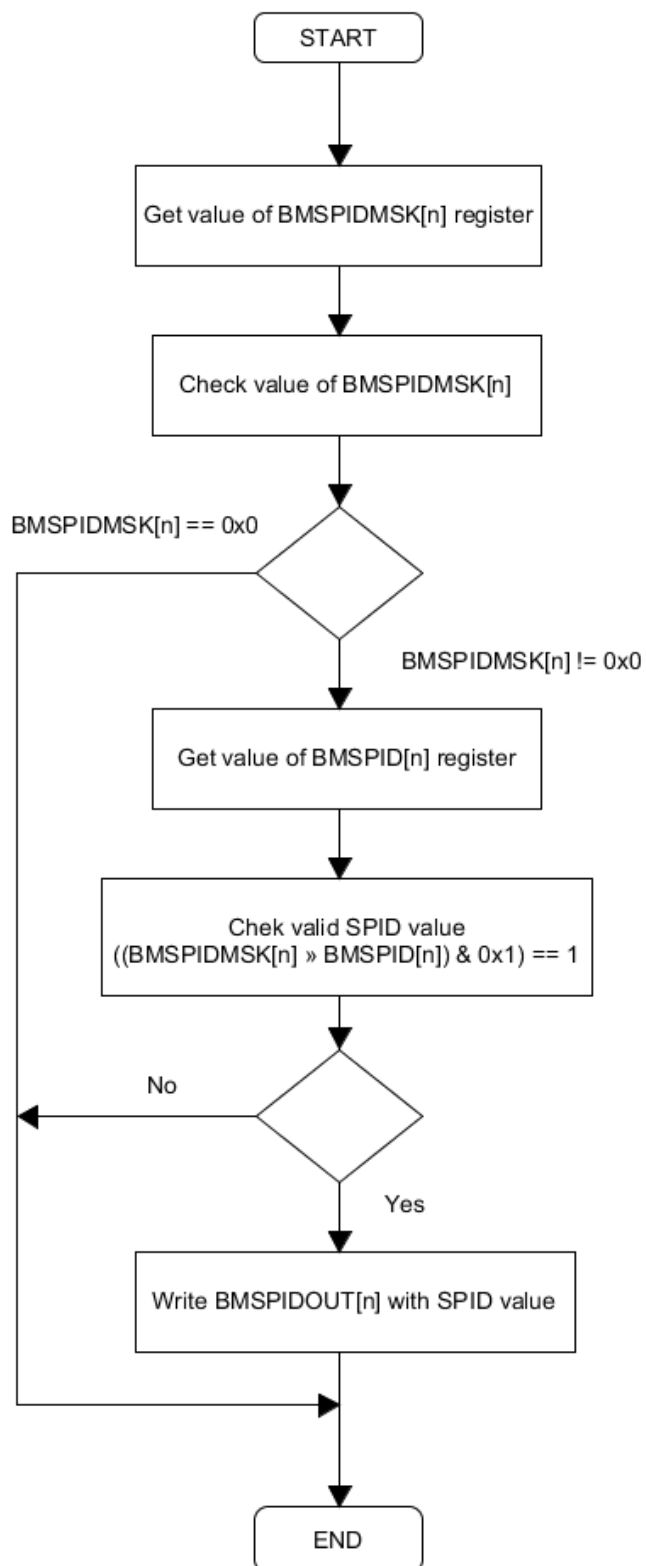 START
Get value of BMSPIDMSK[n] register
Check value of BMSPIDMSK[n]
BMSPIDMSK[n] == 0x0
BMSPIDMSK[n] != 0x0
Get value of BMSPID[n] register
Chek valid SPID value
((BMSPIDMSK[n] » BMSPID[n]) & 0x1) == 1
No
Yes
Write BMSPIDOUT[n] with SPID value
END